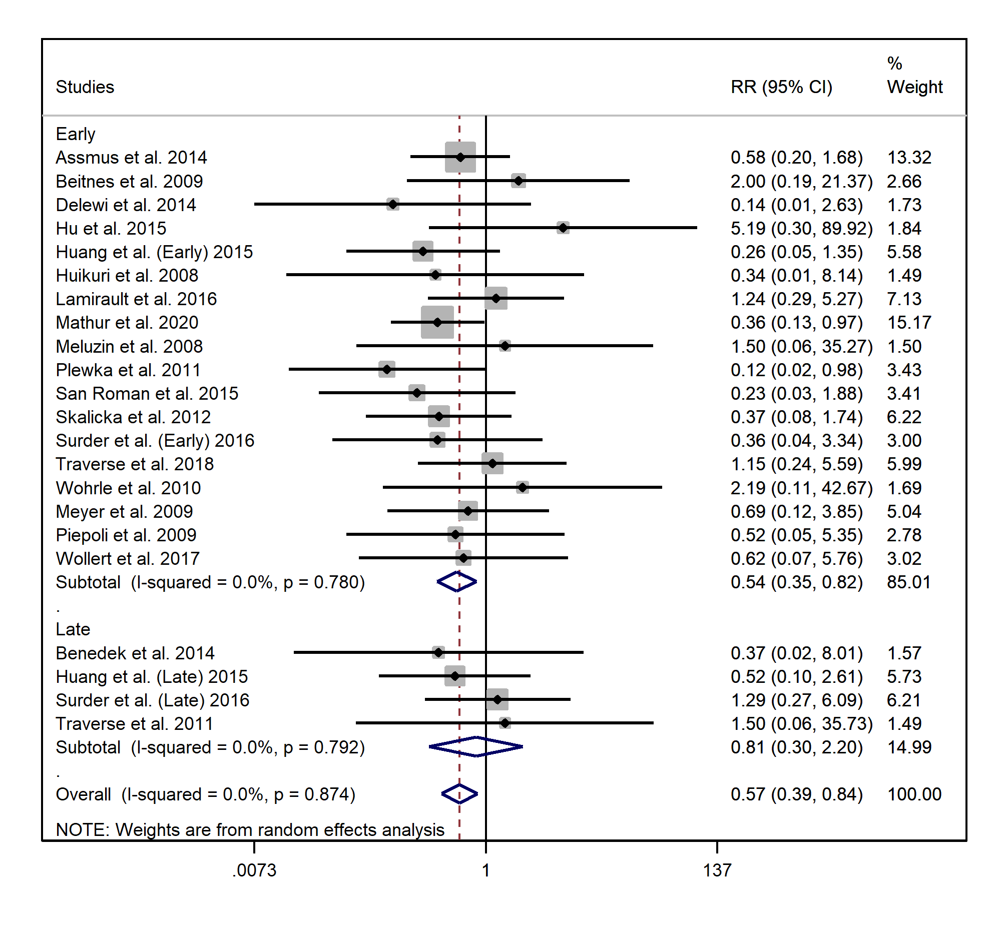 %
Studies RR (95% CI) Weight
Early
Assmus et al. 2014 0.58 (0.20, 1.68) 13.32
Beitnes et al. 2009 2.00 (0.19, 21.37) 2.66
Delewi et al. 2014 0.14 (0.01, 2.63) 1.73
Hu et al. 2015 5.19 (0.30, 89.92) 1.84
Huang et al. (Early) 2015 0.26 (0.05, 1.35) 5.58
Huikuri et al. 2008 0.34 (0.01, 8.14) 1.49
Lamirault et al. 2016 1.24 (0.29, 5.27) 7.13
Mathur et al. 2020 0.36 (0.13, 0.97) 15.17
Meluzin et al. 2008 1.50 (0.06, 35.27) 1.50
Plewka et al. 2011 0.12 (0.02, 0.98) 3.43
San Roman et al. 2015 0.23 (0.03, 1.88) 3.41
Skalicka et al. 2012 0.37 (0.08, 1.74) 6.22
Surder et al. (Early) 2016 0.36 (0.04, 3.34) 3.00
Traverse et al. 2018 1.15 (0.24, 5.59) 5.99
Wohrle et al. 2010 2.19 (0.11, 42.67) 1.69
Meyer et al. 2009 0.69 (0.12, 3.85) 5.04
Piepoli et al. 2009 0.52 (0.05, 5.35) 2.78
Wollert et al. 2017 0.62 (0.07, 5.76) 3.02
Subtotal (I-squared = 0.0%, p = 0.780) 0.54 (0.35, 0.82) 85.01
.
Late
Benedek et al. 2014 0.37 (0.02, 8.01) 1.57
Huang et al. (Late) 2015 0.52 (0.10, 2.61) 5.73
Surder et al. (Late) 2016 1.29 (0.27, 6.09) 6.21
Traverse et al. 2011 1.50 (0.06, 35.73) 1.49
Subtotal (I-squared = 0.0%, p = 0.792) 0.81 (0.30, 2.20) 14.99
.
Overall (I-squared = 0.0%, p = 0.874) 0.57 (0.39, 0.84) 100.00
NOTE: Weights are from random effects analysis
.0073 1 137